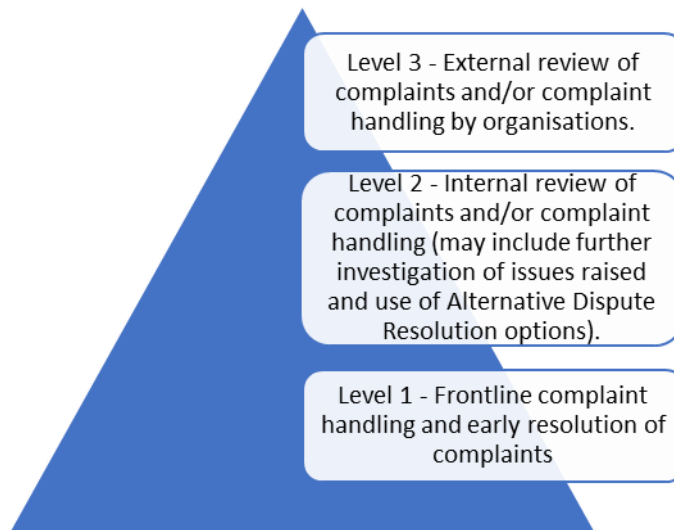 Level 3 - External review of
complaints and/or complaint
handling by organisations.
Level 2 - Internal review of
complaints and/or complaint
handling (may include further
investigation of issues raised
and use of Alternative Dispute
Resolution options).
Level 1 - Frontline complaint
handling and early resolution of
complaints